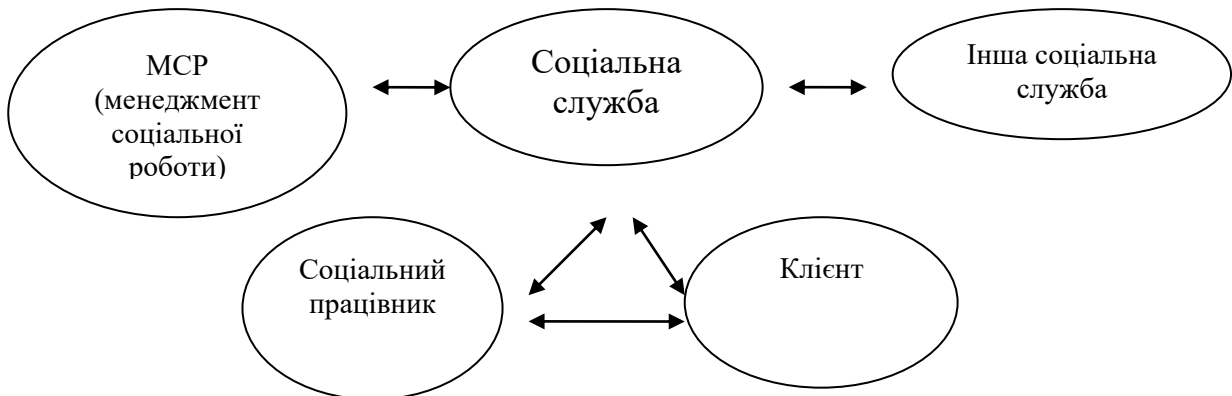 МСР
(менеджмент
соціальної
роботи)
Соціальна
служба
Інша соціальна
служба
Соціальний
працівник
Клієнт